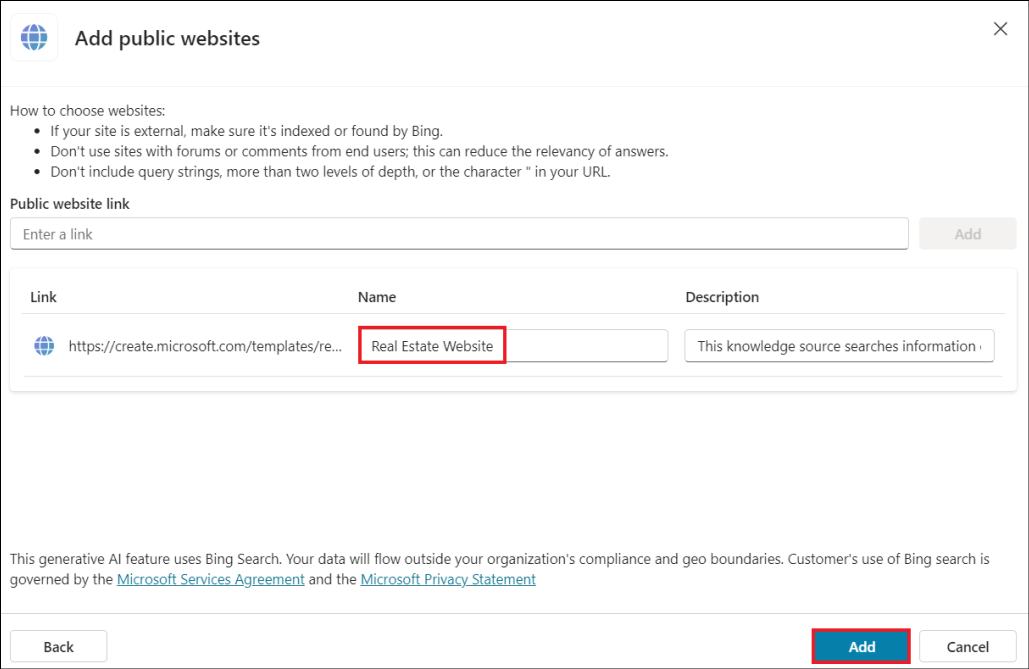 Add public websites
How to choose websites:
• If your site is external, make sure it's indexed or found by Bing.
• Don't use sites with forums or comments from end users; this can reduce the relevancy of answers.
• Don't include query strings, more than two levels of depth, or the character " in your URL.
Public website link
Enter a link Add
Link Name Description
https://create.microsoft.com/templates/re... Real Estate Website This knowledge source searches information
This generative AI feature uses Bing Search. Your data will flow outside your organization's compliance and geo boundaries. Customer's use of Bing search is
governed by the Microsoft Services Agreement and the Microsoft Privacy Statement
Back Add Cancel